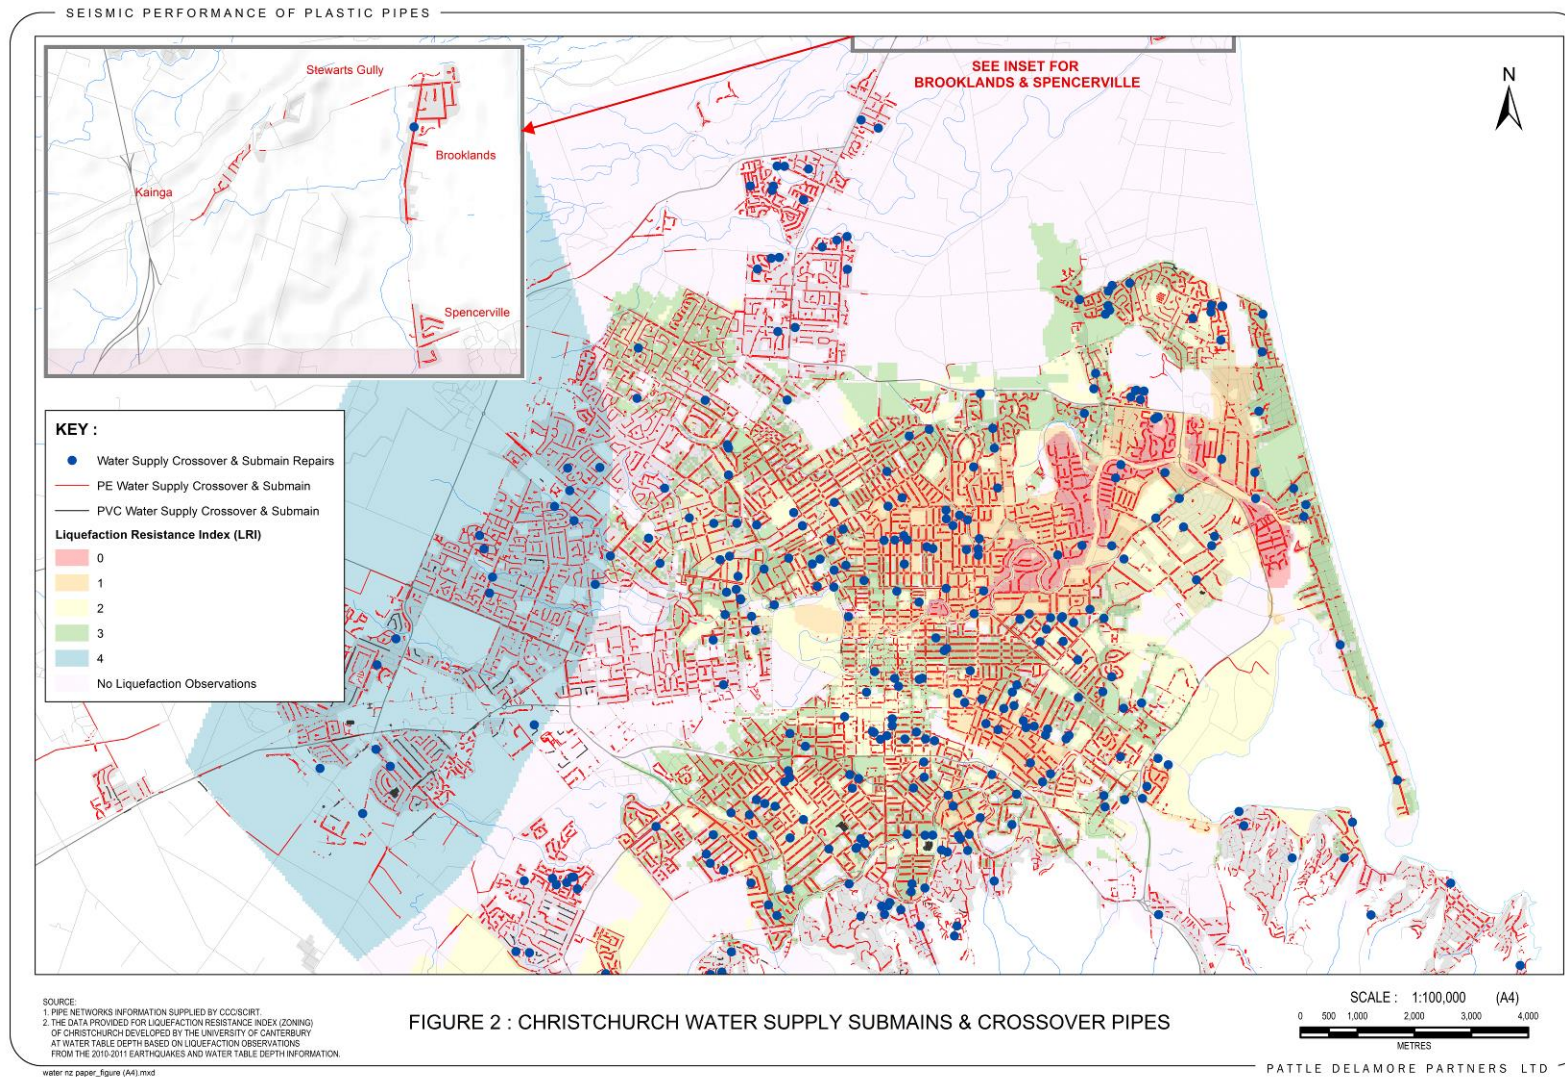 SEISMIC PERFORMANCE OF PLASTIC PIPES
Stewarts Gully
Brooklands
Kainga
Spencerville
SEE INSET FOR
BROOKLANDS & SPENCERVILLE
N
KEY :
Water Supply Crossover & Submain Repairs
PE Water Supply Crossover & Submain
PVC Water Supply Crossover & Submain
Liquefaction Resistance Index (LRI)
0
1
2
3
4
No Liquefaction Observations
SOURCE:
1. PIPE NETWORKS INFORMATION SUPPLIED BY CCC/SCIRT.
2. THE DATA PROVIDED FOR LIQUEFACTION RESISTANCE INDEX (ZONING)
OF CHRISTCHURCH DEVELOPED BY THE UNIVERSITY OF CANTERBURY
AT WATER TABLE DEPTH BASED ON LIQUEFACTION OBSERVATIONS
FROM THE 2010-2011 EARTHQUAKES AND WATER TABLE DEPTH INFORMATION.
water nz paper_figure (A4).mxd
FIGURE 2 : CHRISTCHURCH WATER SUPPLY SUBMAINS & CROSSOVER PIPES
SCALE : 1:100,000 (A4)
0 500 1,000 2,000 3,000 4,000
METRES
PATTLE DELAMORE PARTNERS LTD